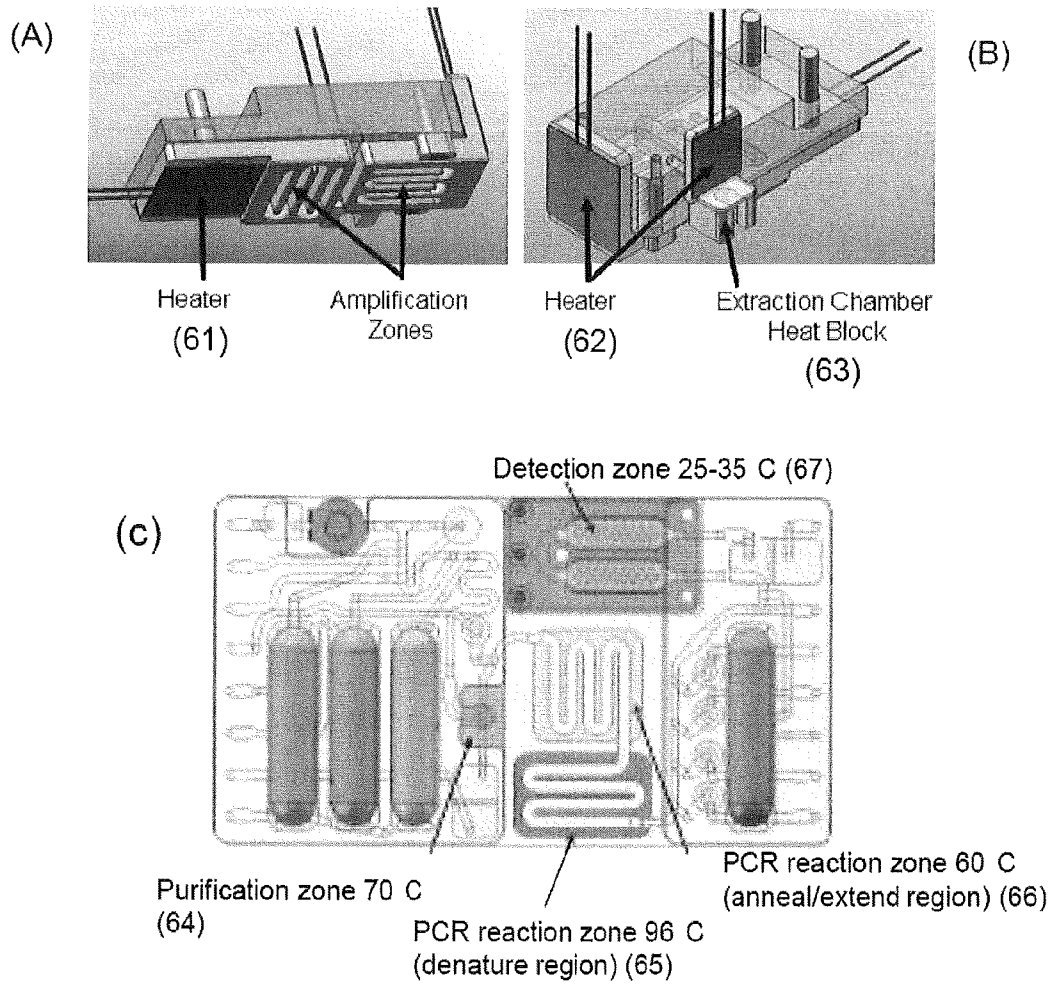 (A)
(B)
Heater
(61)
Amplification
Zones
Heater
(62)
Extraction Chamber
Heat Block
(63)
(c)
Detection zone 25-35 C (67)
Purification zone 70 C
(64)
PCR reaction zone 96 C
(denature region) (65)
PCR reaction zone 60 C
(anneal/extend region) (66)